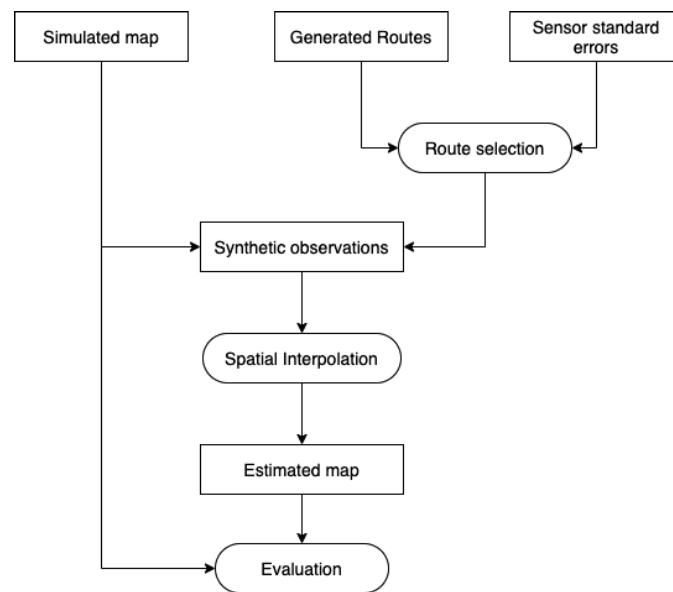 Simulated map
Generated Routes
Sensor standard
errors
Route selection
Synthetic observations
Spatial Interpolation
Estimated map
Evaluation